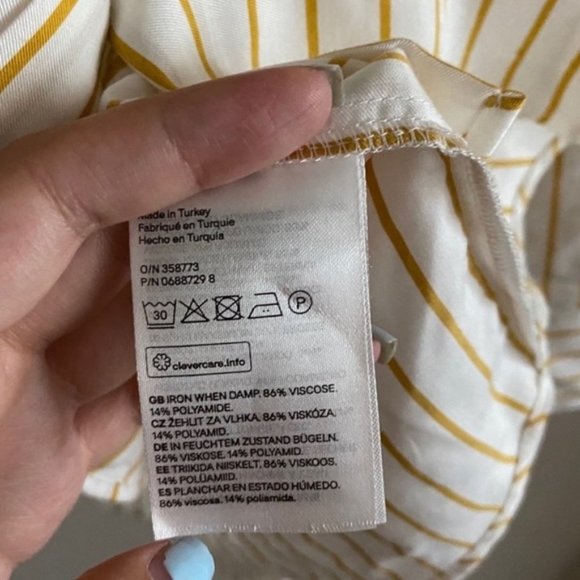 Made in Turkey
Fabriqué en Turquie
Hecho en Turquía
O/N 358773
P/N 0688729 8
30
P
clevercare.info
GB IRON WHEN DAMP. 86% VISCOSE.
14% POLYAMIDE.
CZ ŽEHLIT ZA VLHKA. 86% VISKÓZA.
14% POLYAMID.
DE IN FEUCHTEM ZUSTAND BÜGELN.
86% VISKOSE. 14% POLYAMID.
EE TRIIKIDA NIISKELT. 86% VISKOOS.
14% POLÜAMIID.
ES PLANCHAR EN ESTADO HÚMEDO.
86% viscosa. 14% poliamida.